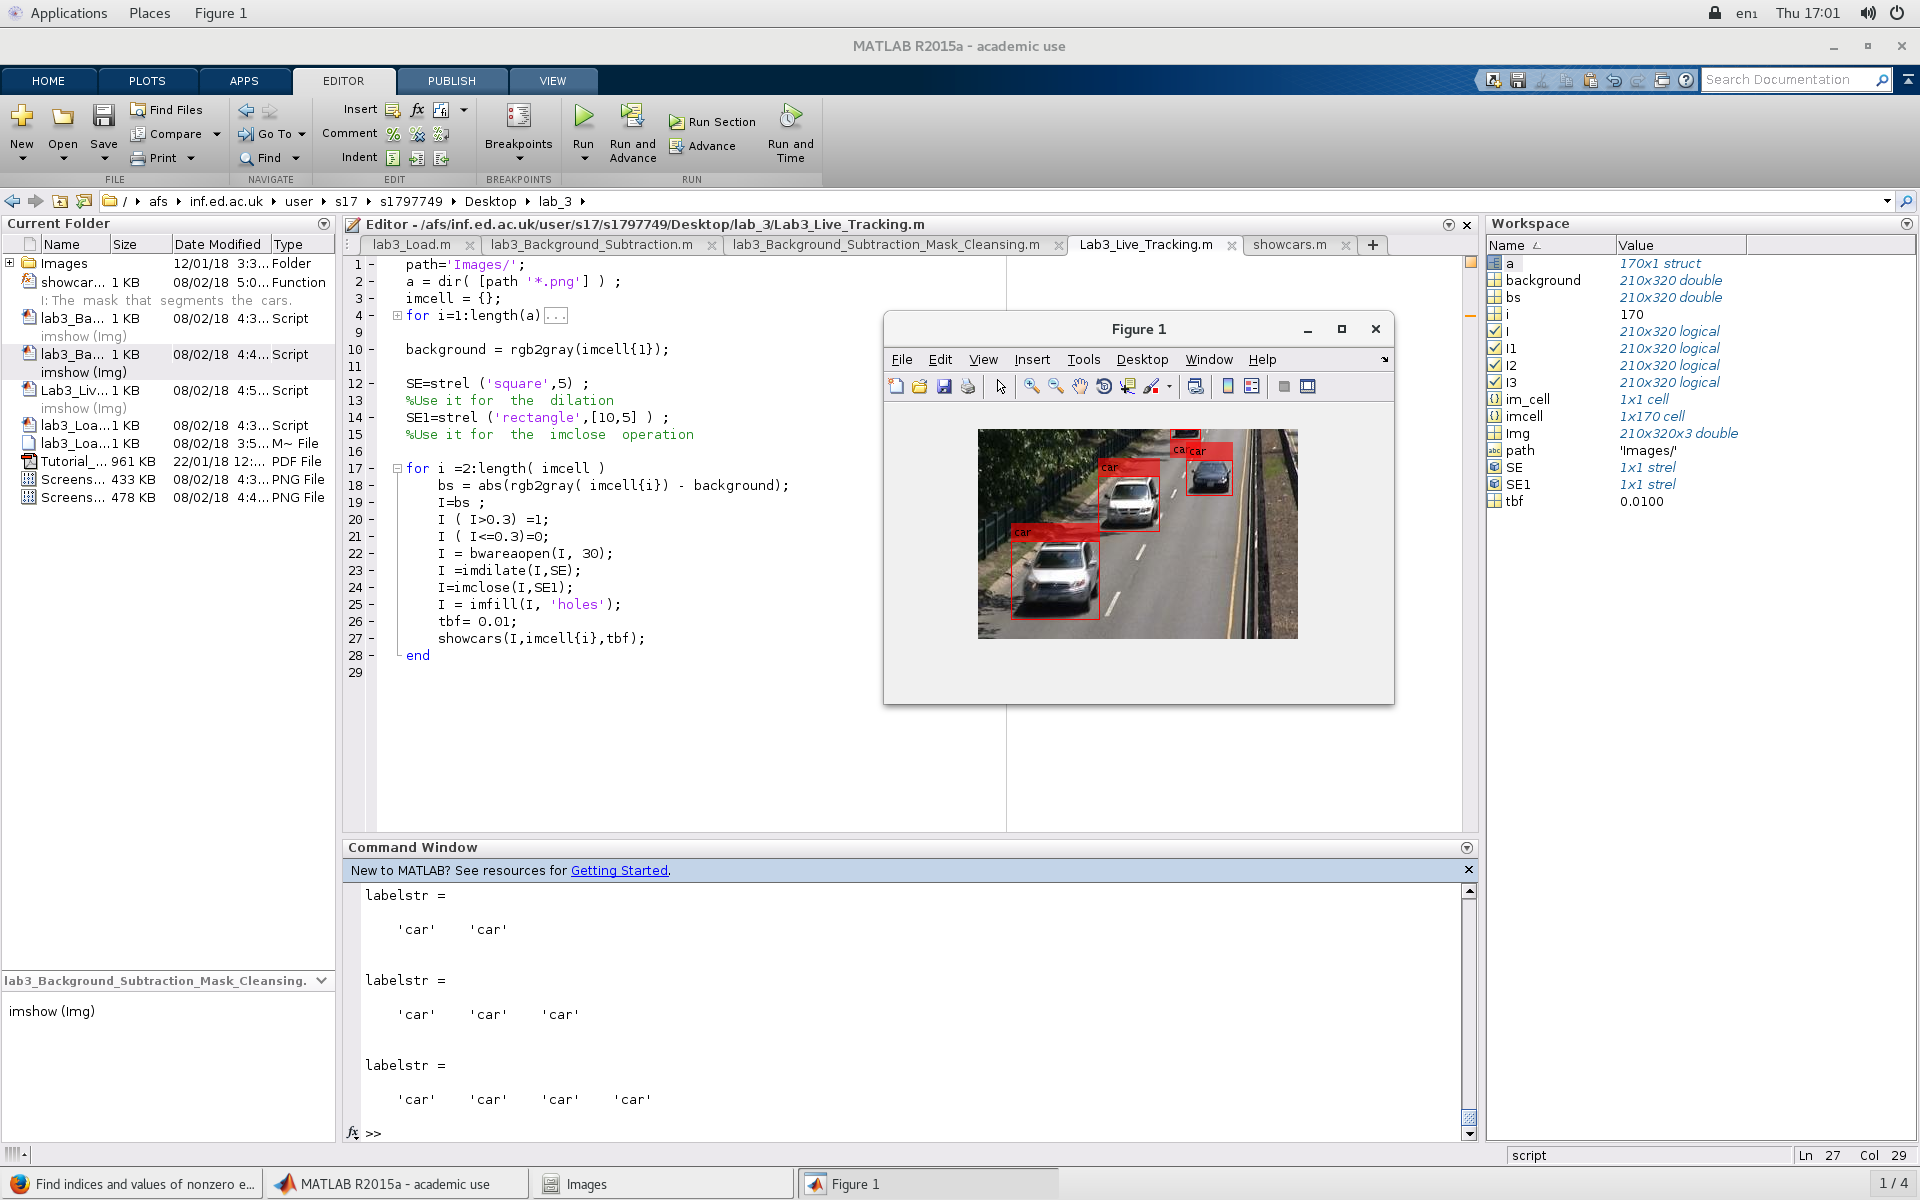 Applications Places Figure 1 en1 Thu 17:01
MATLAB R2015a - academic use
HOME PLOTS APPS EDITOR PUBLISH VIEW Search Documentation
New Open Save Find Files Compare Print
FILE
Go To Find
NAVIGATE
Insert fx
Comment
Indent
EDIT
Breakpoints
BREAKPOINTS
Run Run and Advance Run Section Advance Run and Time
RUN
/ afs inf.ed.ac.uk user s17 s1797749 Desktop lab_3
Current Folder
Name Size Date Modified Type
Images 12/01/18 3:3... Folder
showcar... 1 KB 08/02/18 5:0... Function
I: The mask that segments the cars.
lab3_Ba... 1 KB 08/02/18 4:3... Script
imshow (Img)
lab3_Ba... 1 KB 08/02/18 4:4... Script
imshow (Img)
Lab3_Liv... 1 KB 08/02/18 4:5... Script
imshow (Img)
lab3_Loa... 1 KB 08/02/18 4:3... Script
lab3_Loa... 1 KB 08/02/18 3:5... M~ File
Tutorial_... 961 KB 22/01/18 12:... PDF File
Screens... 433 KB 08/02/18 4:3... PNG File
Screens... 478 KB 08/02/18 4:4... PNG File
lab3_Background_Subtraction_Mask_Cleansing.
imshow (Img)
Editor - /afs/inf.ed.ac.uk/user/s17/s1797749/Desktop/lab_3/Lab3_Live_Tracking.m
lab3_Load.m lab3_Background_Subtraction.m lab3_Background_Subtraction_Mask_Cleansing.m Lab3_Live_Tracking.m showcars.m +
1 - path='Images/';
2 - a = dir( [path '*.png'] ) ;
3 - imcell = {};
4 - for i=1:length(a)...
9
10 - background = rgb2gray(imcell{1});
11
12 - SE=strel ('square',5) ;
13 - %Use it for the dilation
14 - SE1=strel ('rectangle',[10,5] ) ;
15 - %Use it for the imclose operation
16
17 - for i =2:length( imcell )
18 - bs = abs(rgb2gray( imcell{i}) - background);
19 - I=bs ;
20 - I ( I>0.3) =1;
21 - I ( I<=0.3)=0;
22 - I = bwareaopen(I, 30);
23 - I =imdilate(I,SE);
24 - I=imclose(I,SE1);
25 - I = imfill(I, 'holes');
26 - tbf= 0.01;
27 - showcars(I,imcell{i},tbf);
28 - end
29
Figure 1
File Edit View Insert Tools Desktop Window Help
car car
car
car
Command Window
New to MATLAB? See resources for Getting Started.
labelstr =
'car' 'car'
labelstr =
'car' 'car' 'car'
labelstr =
'car' 'car' 'car' 'car'
fx >>
Workspace
Name Value
a 170x1 struct
background 210x320 double
bs 210x320 double
i 170
I 210x320 logical
I1 210x320 logical
I2 210x320 logical
I3 210x320 logical
im_cell 1x1 cell
imcell 1x170 cell
Img 210x320x3 double
path 'Images/'
SE 1x1 strel
SE1 1x1 strel
tbf 0.0100
script Ln 27 Col 29
Find indices and values of nonzero e... MATLAB R2015a - academic use Images Figure 1 1 / 4